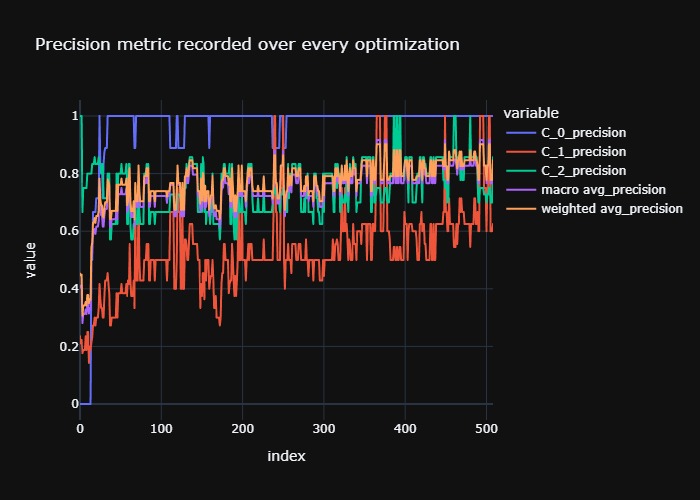 Precision metric recorded over every optimization
variable
C_0_precision
C_1_precision
C_2_precision
macro avg_precision
weighted avg_precision
1
0.8
0.6
0.4
0.2
0
value
0 100 200 300 400 500
index